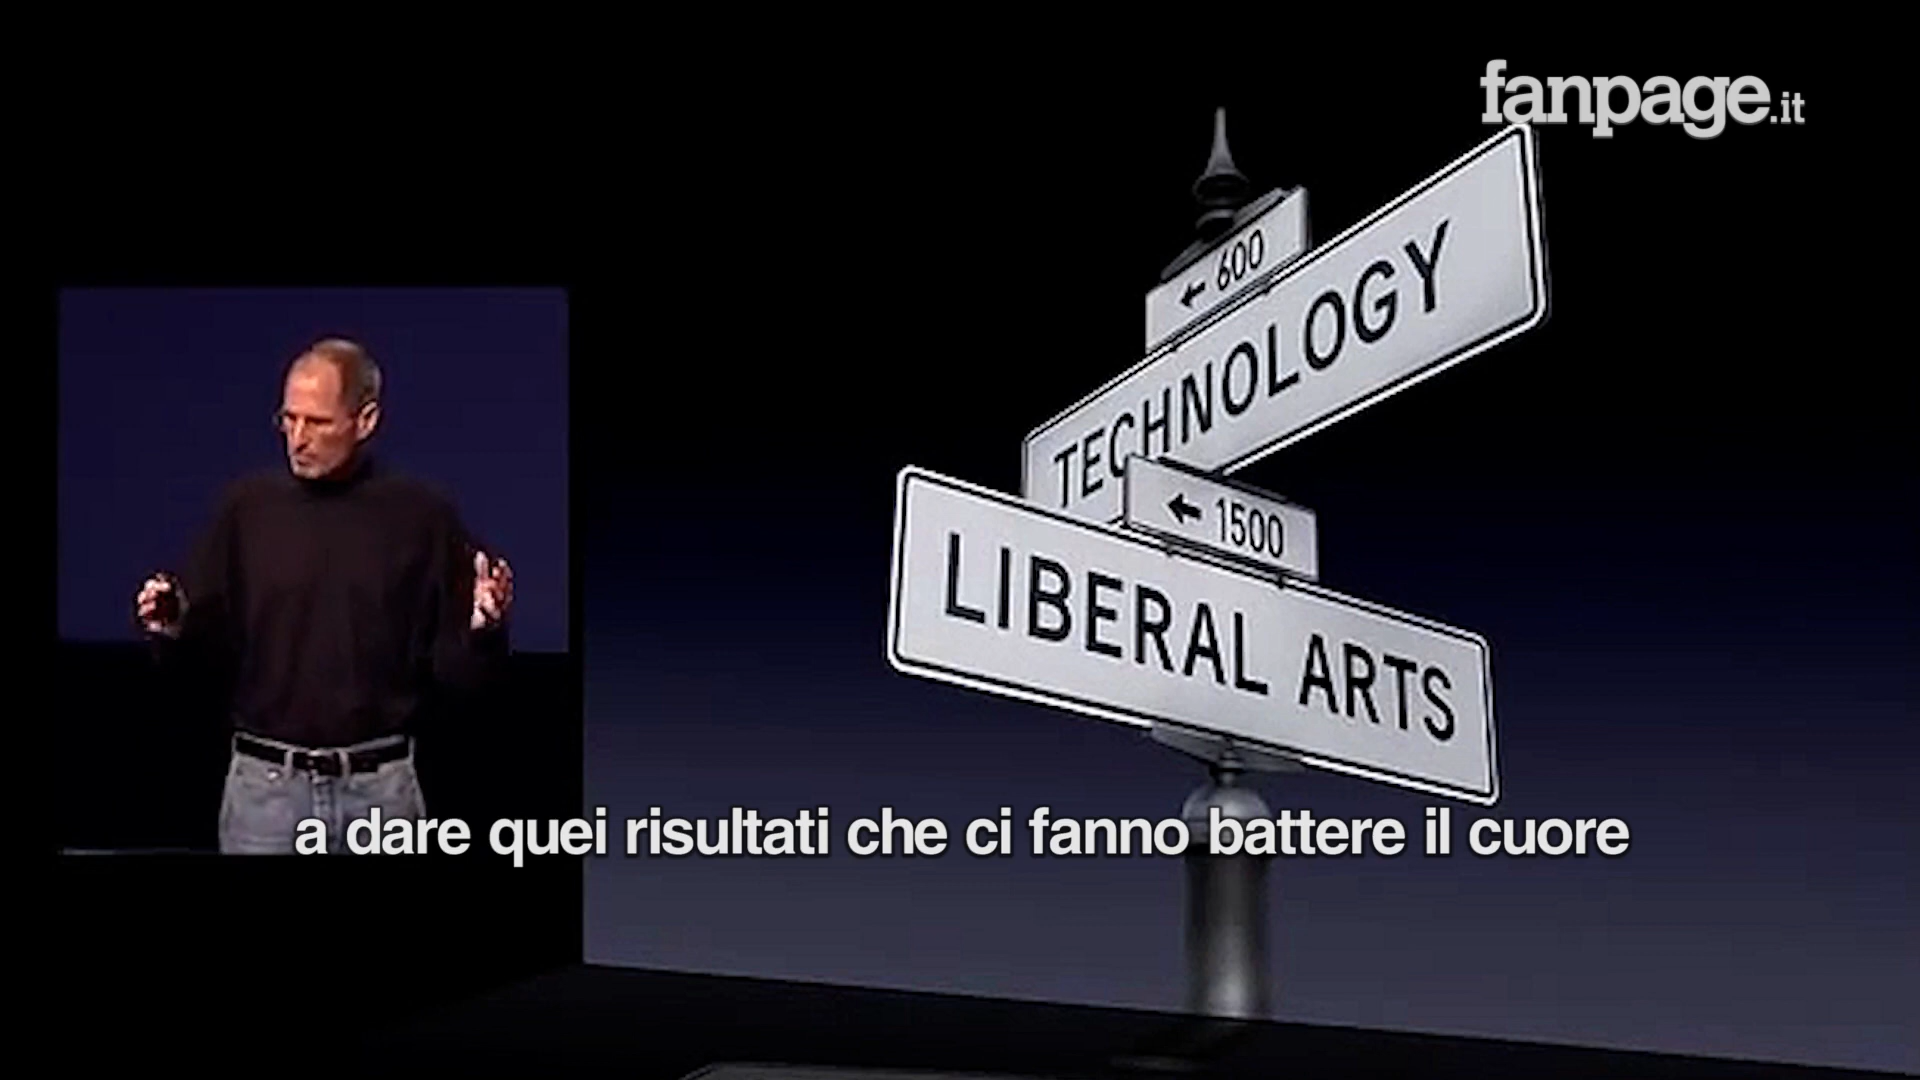 fanpage.it
← 600
TECHNOLOGY
← 1500
LIBERAL ARTS
a dare quei risultati che ci fanno battere il cuore